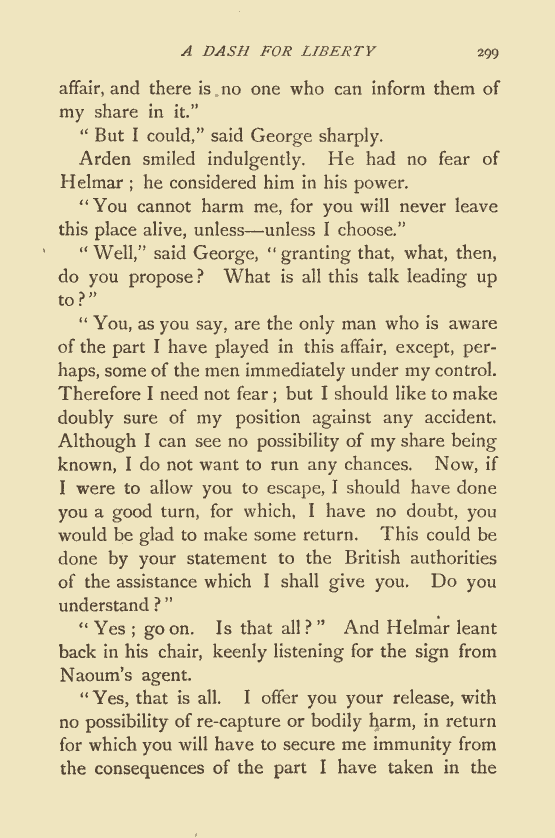 A DASH FOR LIBERTY 299
affair, and there is no one who can inform them of
my share in it.”
“ But I could,” said George sharply.
Arden smiled indulgently. He had no fear of
Helmar ; he considered him in his power.
“ You cannot harm me, for you will never leave
this place alive, unless—unless I choose.”
“ Well,” said George, “ granting that, what, then,
do you propose ? What is all this talk leading up
to ? ”
“ You, as you say, are the only man who is aware
of the part I have played in this affair, except, per-
haps, some of the men immediately under my control.
Therefore I need not fear ; but I should like to make
doubly sure of my position against any accident.
Although I can see no possibility of my share being
known, I do not want to run any chances. Now, if
I were to allow you to escape, I should have done
you a good turn, for which, I have no doubt, you
would be glad to make some return. This could be
done by your statement to the British authorities
of the assistance which I shall give you. Do you
understand ? ”
“ Yes ; go on. Is that all ? ” And Helmar leant
back in his chair, keenly listening for the sign from
Naoum’s agent.
“ Yes, that is all. I offer you your release, with
no possibility of re-capture or bodily harm, in return
for which you will have to secure me immunity from
the consequences of the part I have taken in the